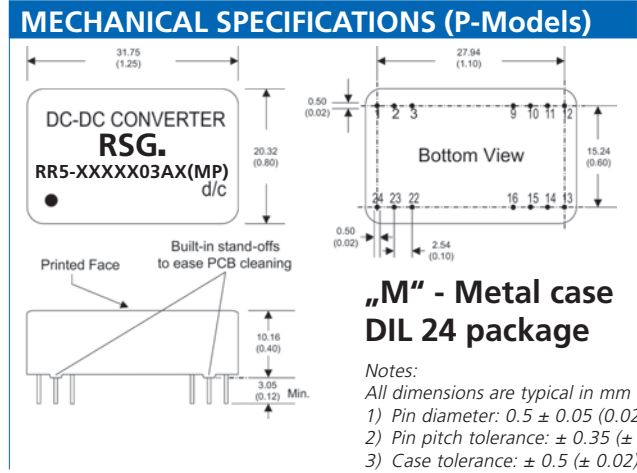 MECHANICAL SPECIFICATIONS (P-Models)
31.75
(1.25)
DC-DC CONVERTER
RSG.
RR5-XXXXX03AX(MP)
d/c
20.32
(0.80)
27.94
(1.10)
0.50
(0.02)
1 2 3 9 10 11 12
Bottom View
15.24
(0.60)
24 23 22 16 15 14 13
0.50
(0.02)
2.54
(0.10)
Printed Face
Built-in stand-offs
to ease PCB cleaning
10.16
(0.40)
3.05
(0.12) Min.
„M“ - Metal case
DIL 24 package
Notes:
All dimensions are typical in mm
1) Pin diameter: 0.5 ± 0.05 (0.02
2) Pin pitch tolerance: ± 0.35 (±
3) Case tolerance: ± 0.5 (± 0.02)